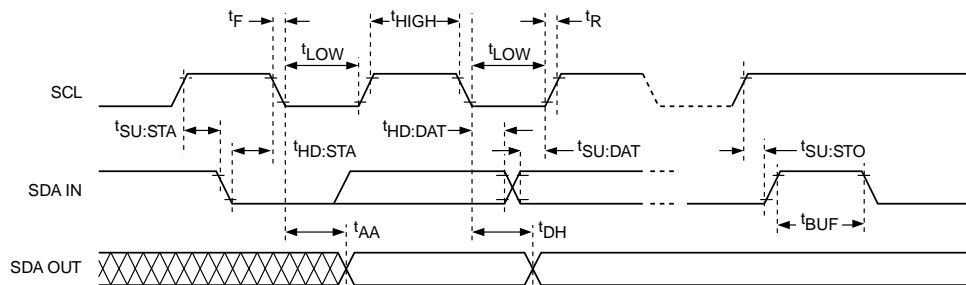 tF tHIGH tR
tLOW tLOW
SCL
tSU:STA tHD:STA tHD:DAT tSU:DAT tSU:STO
SDA IN
tAA tDH tBUF
SDA OUT